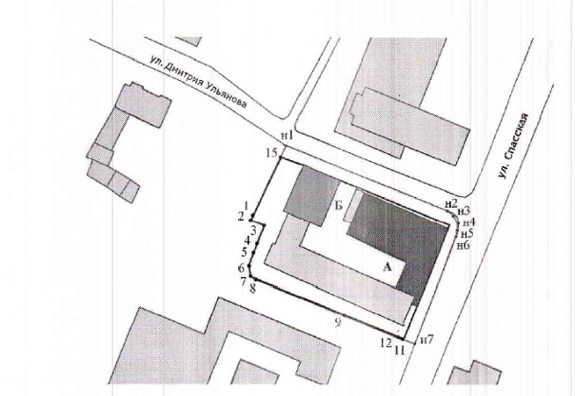 ул. Дмитрия Ульянова
ул. Спасская
н1
15
н2
н3
н4
н5
н6
Б
А
1
2
3
4
5
6
7
8
9
12
11
н7